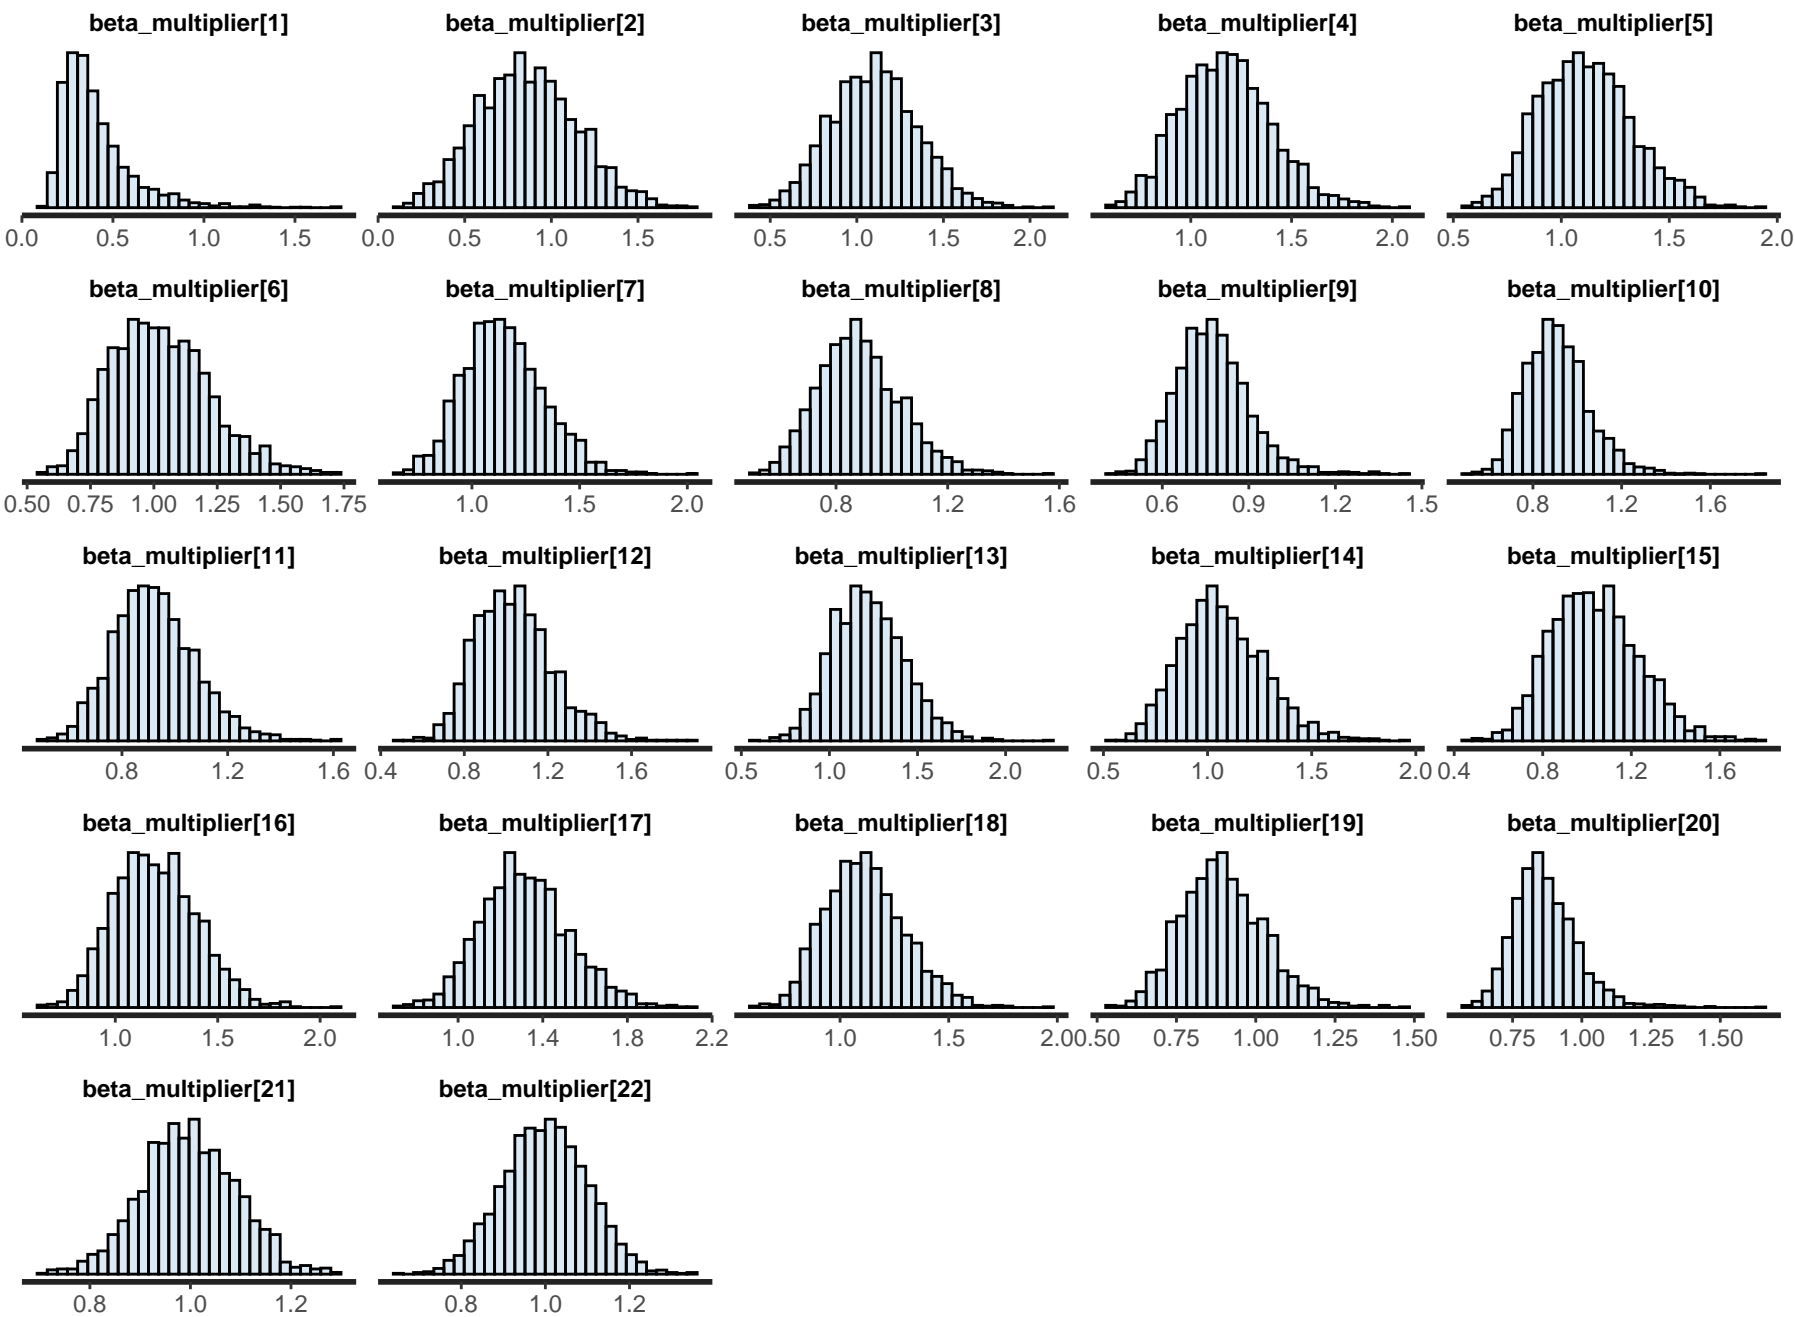 beta_multiplier[1] beta_multiplier[2] beta_multiplier[3] beta_multiplier[4] beta_multiplier[5]
0.0 0.5 1.0 1.5 0.0 0.5 1.0 1.5 0.5 1.0 1.5 2.0 1.0 1.5 2.0 0.5 1.0 1.5 2.0
beta_multiplier[6] beta_multiplier[7] beta_multiplier[8] beta_multiplier[9] beta_multiplier[10]
0.50 0.75 1.00 1.25 1.50 1.75 1.0 1.5 2.0 0.8 1.2 1.6 0.6 0.9 1.2 1.5 0.8 1.2 1.6
beta_multiplier[11] beta_multiplier[12] beta_multiplier[13] beta_multiplier[14] beta_multiplier[15]
0.8 1.2 1.6 0.4 0.8 1.2 1.6 0.5 1.0 1.5 2.0 0.5 1.0 1.5 2.0 0.4 0.8 1.2 1.6
beta_multiplier[16] beta_multiplier[17] beta_multiplier[18] beta_multiplier[19] beta_multiplier[20]
1.0 1.5 2.0 1.0 1.4 1.8 2.2 1.0 1.5 2.0 0.50 0.75 1.00 1.25 1.50 0.75 1.00 1.25 1.50
beta_multiplier[21] beta_multiplier[22]
0.8 1.0 1.2 0.8 1.0 1.2